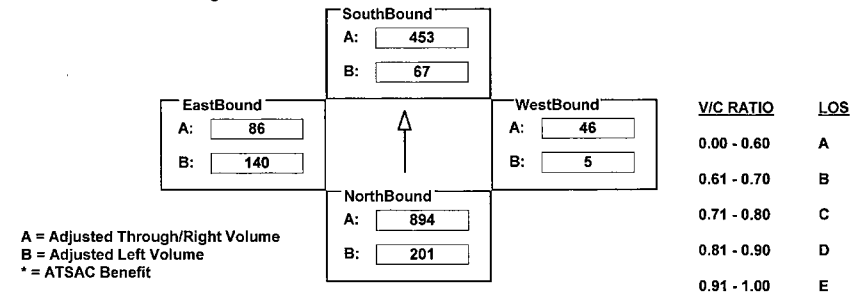 SouthBound
A: 453
B: 67
EastBound
A: 86
B: 140
WestBound
A: 46
B: 5
NorthBound
A: 894
B: 201
A = Adjusted Through/Right Volume
B = Adjusted Left Volume
* = ATSAC Benefit
V/C RATIO LOS
0.00 - 0.60 A
0.61 - 0.70 B
0.71 - 0.80 C
0.81 - 0.90 D
0.91 - 1.00 E